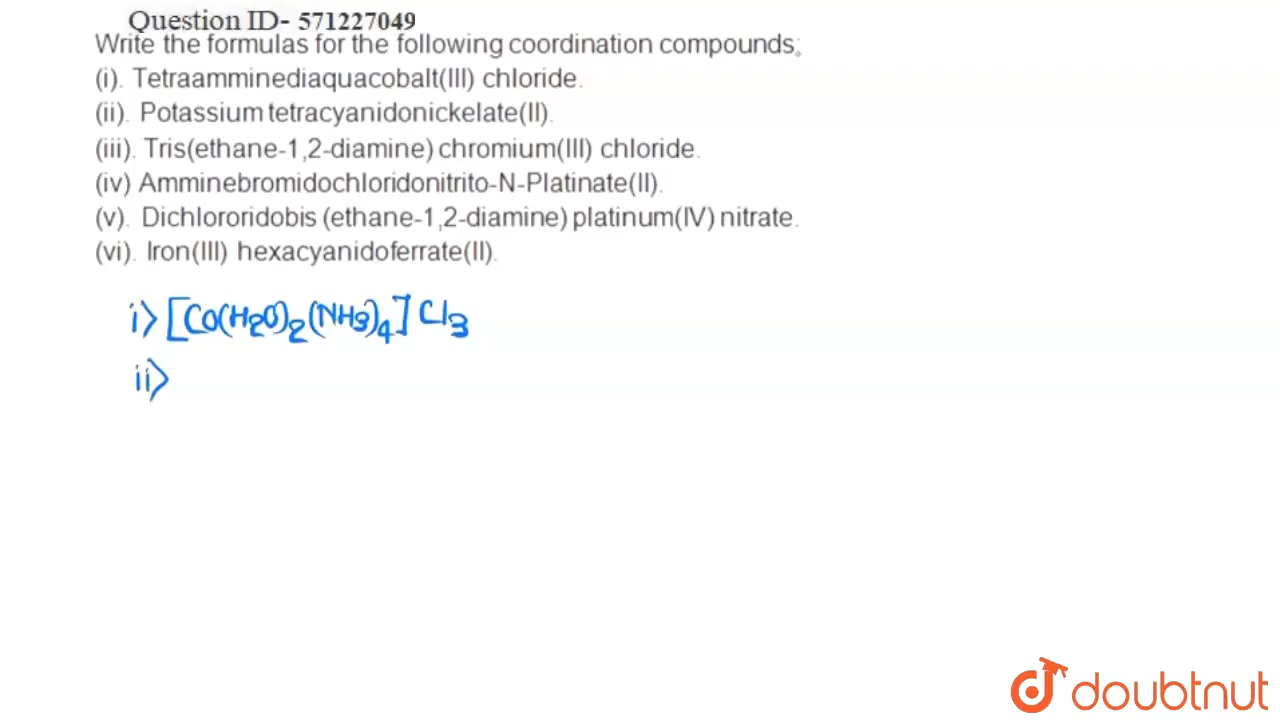 Question ID- 571227049
Write the formulas for the following coordination compounds;
(i). Tetraamminediaquacobalt(III) chloride.
(ii). Potassium tetracyanidonickelate(II).
(iii). Tris(ethane-1,2-diamine) chromium(III) chloride.
(iv) Amminebromidochloridonitrito-N-Platinate(II).
(v). Dichlororidobis (ethane-1,2-diamine) platinum(IV) nitrate.
(vi). Iron(III) hexacyanidoferrate(II).
i> [Co(H2O)2(NH3)4] Cl3
ii>
doubtnut